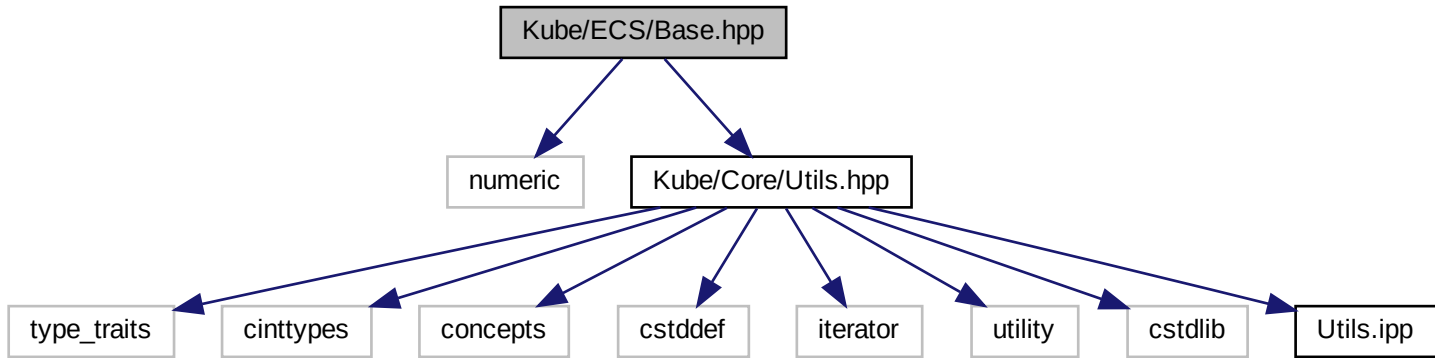 Kube/ECS/Base.hpp
numeric
Kube/Core/Utils.hpp
type_traits
cinttypes
concepts
cstddef
iterator
utility
cstdlib
Utils.ipp